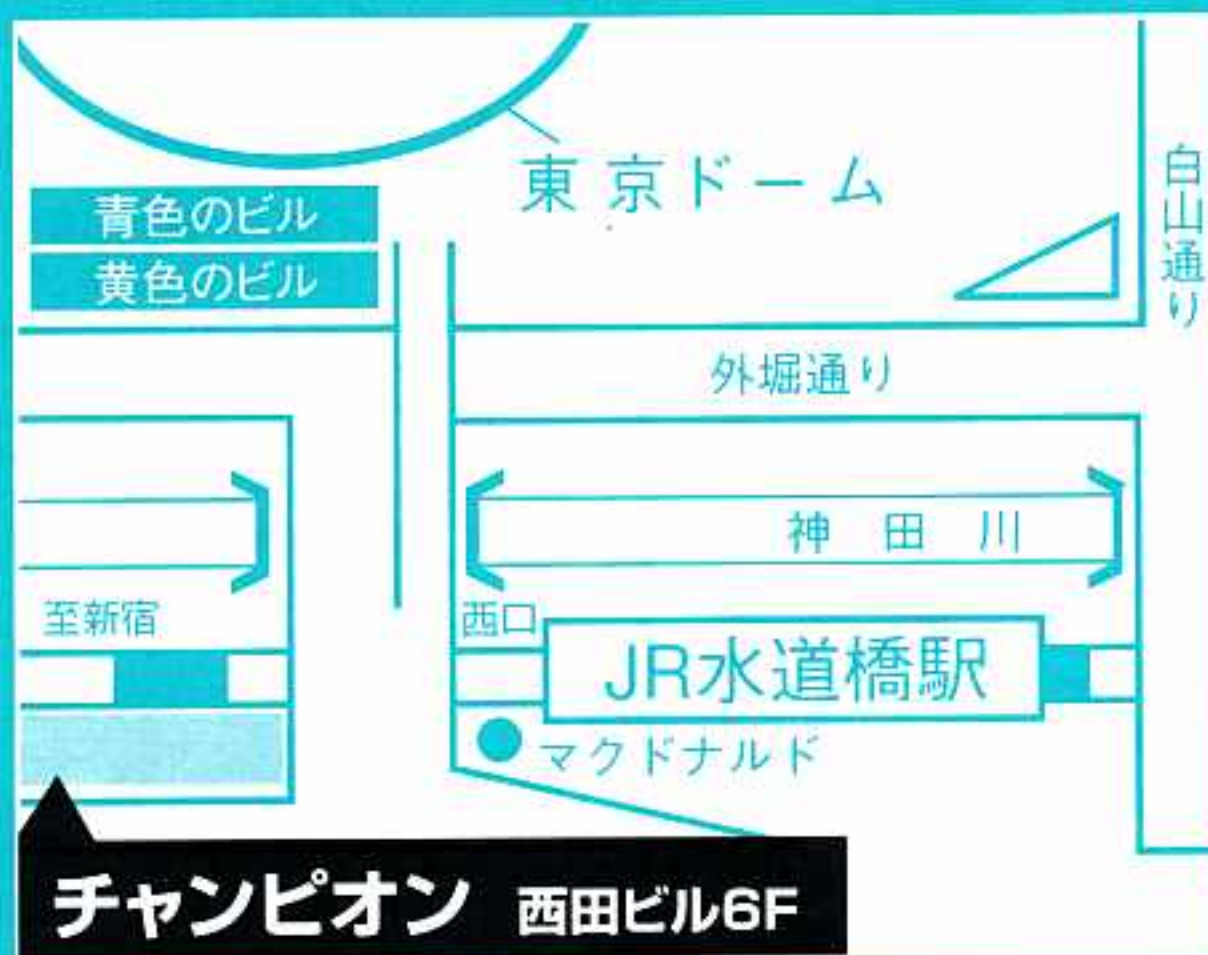 東京ドーム
白山通り
青色のビル
黄色のビル
外堀通り
神田川
至新宿
西口
JR水道橋駅
マクドナルド
チャンピオン 西田ビル6F